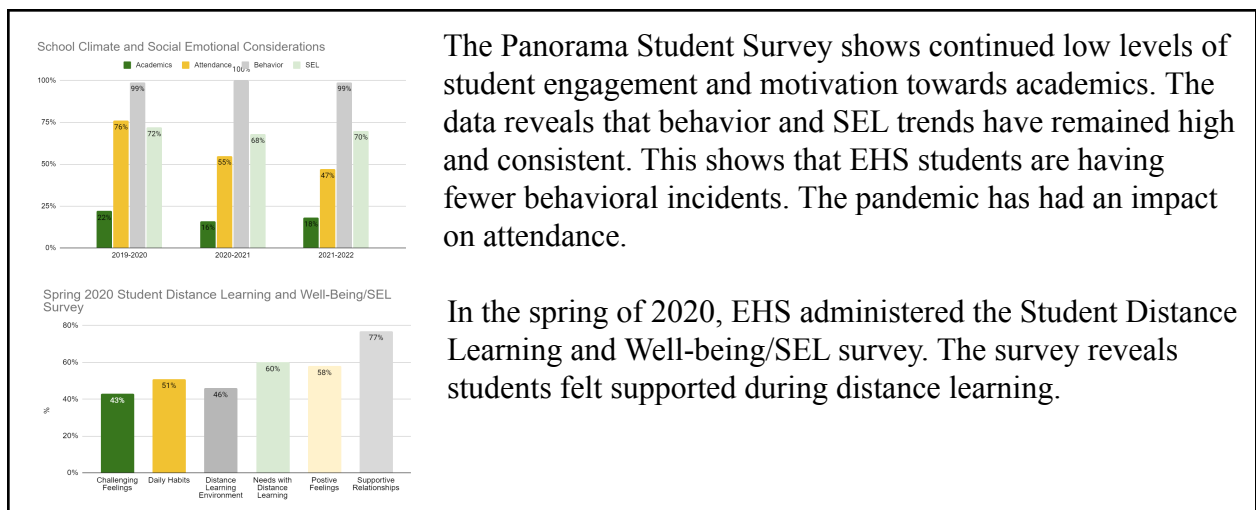 School Climate and Social Emotional Considerations
Academics Attendance Behavior SEL
100%
75%
50%
25%
0%
22%
76%
99%
72%
16%
55%
100%
68%
18%
47%
99%
70%
2019-2020
2020-2021
2021-2022
The Panorama Student Survey shows continued low levels of
student engagement and motivation towards academics. The
data reveals that behavior and SEL trends have remained high
and consistent. This shows that EHS students are having
fewer behavioral incidents. The pandemic has had an impact
on attendance.
Spring 2020 Student Distance Learning and Well-Being/SEL
Survey
%
80%
60%
40%
20%
0%
43%
51%
46%
60%
58%
77%
Challenging
Feelings
Daily Habits
Distance
Learning
Environment
Needs with
Distance
Learning
Postive
Feelings
Supportive
Relationships
In the spring of 2020, EHS administered the Student Distance
Learning and Well-being/SEL survey. The survey reveals
students felt supported during distance learning.